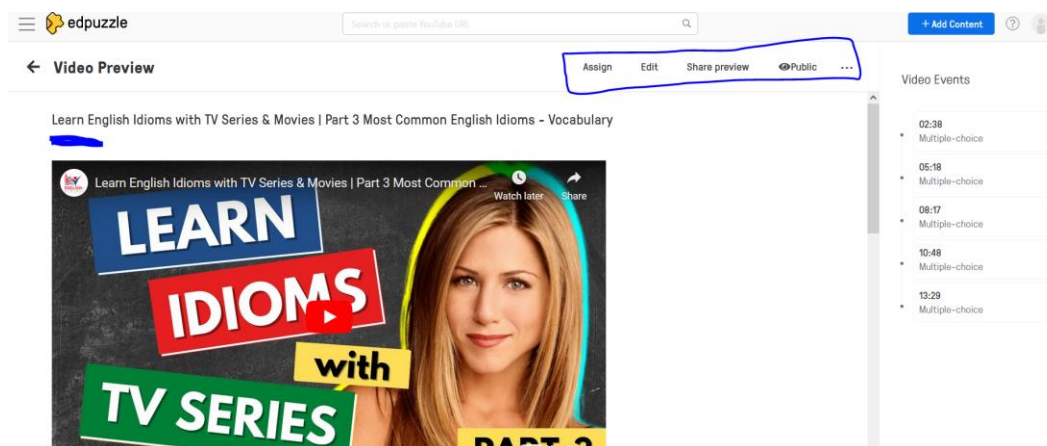 edpuzzle
Search or paste YouTube URL
+ Add Content
?
← Video Preview
Assign Edit Share preview Public ...
Video Events
Learn English Idioms with TV Series & Movies | Part 3 Most Common English Idioms - Vocabulary
Learn English Idioms with TV Series & Movies | Part 3 Most Common ...
Watch later Share
LEARN
IDIOMS
with
TV SERIES
PART 3
02:38
Multiple-choice
05:18
Multiple-choice
08:17
Multiple-choice
10:48
Multiple-choice
13:29
Multiple-choice